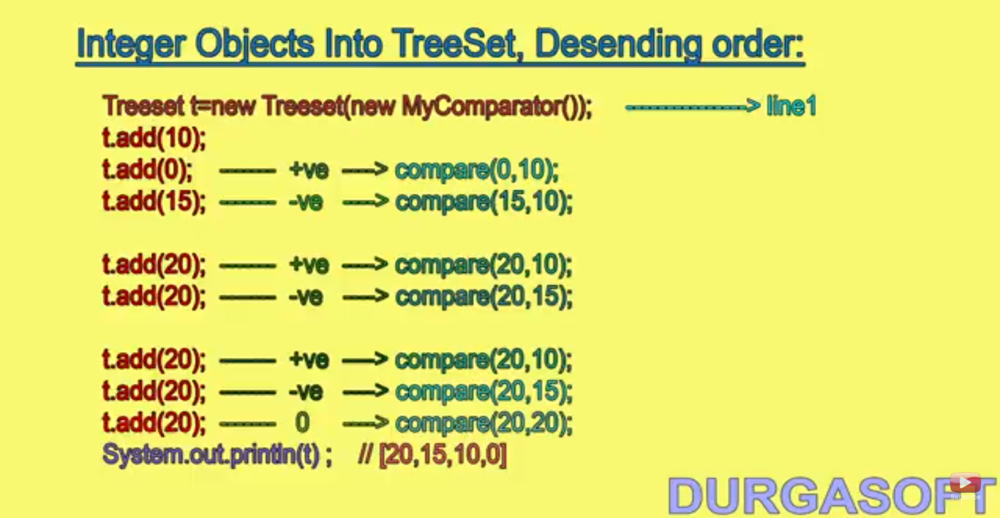 Integer Objects Into TreeSet, Desending order:
Treeset t=new Treeset(new MyComparator()); --------------> line1
t.add(10);
t.add(0); ------ +ve ----> compare(0,10);
t.add(15); ------ -ve ----> compare(15,10);
t.add(20); ------ +ve ----> compare(20,10);
t.add(20); ------ -ve ----> compare(20,15);
t.add(20); ------ +ve ----> compare(20,10);
t.add(20); ------ -ve ----> compare(20,15);
t.add(20); ------ 0 ----> compare(20,20);
System.out.println(t) ; // [20,15,10,0]
DURGASOFT
Subscribe